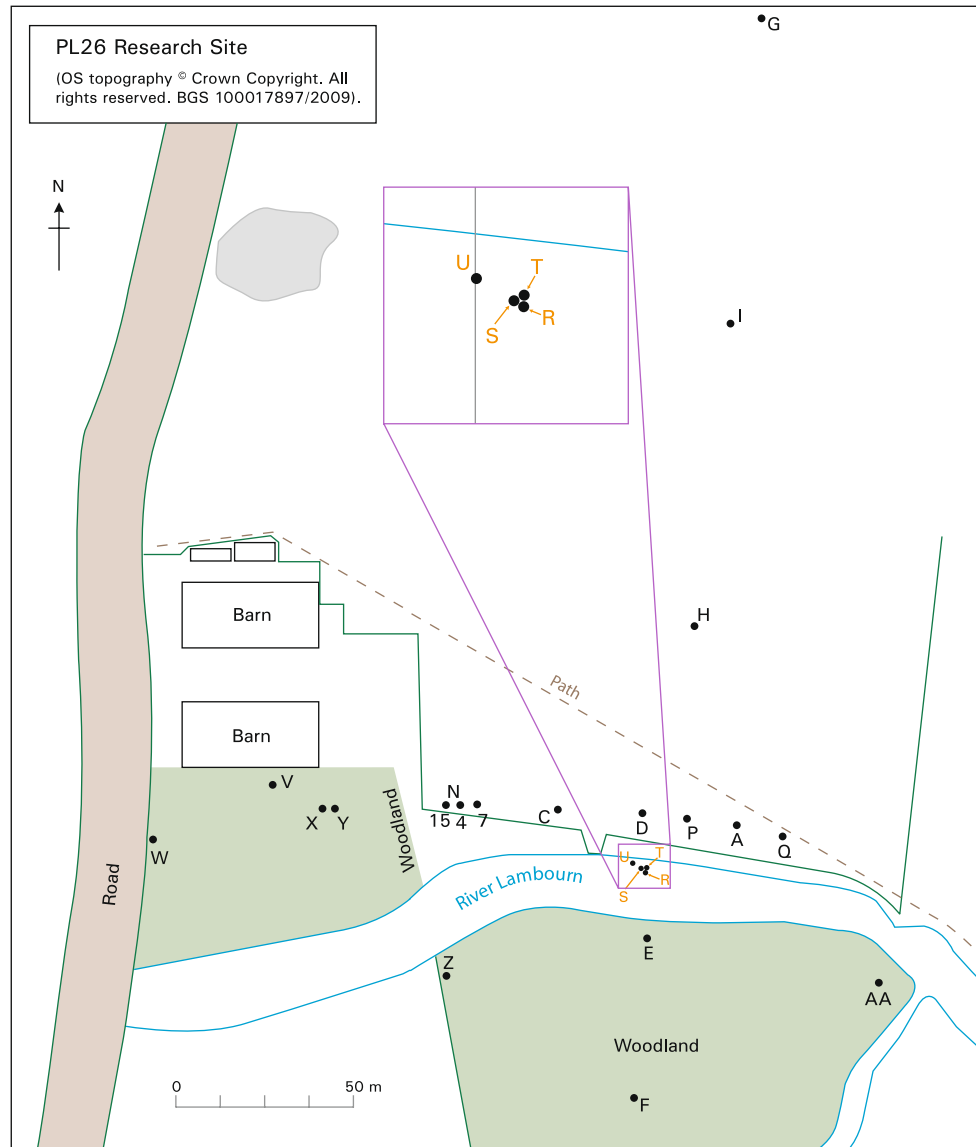 G
PL26 Research Site
(OS topography © Crown Copyright. All
rights reserved. BGS 100017897/2009).
N
U
T
R
S
I
Barn
H
Path
Barn
V
X Y
Woodland
N
15 4 7
C
D
P
A
Q
W
Road
U
T
R
S
River Lambourn
E
Z
AA
Woodland
0 50 m
F